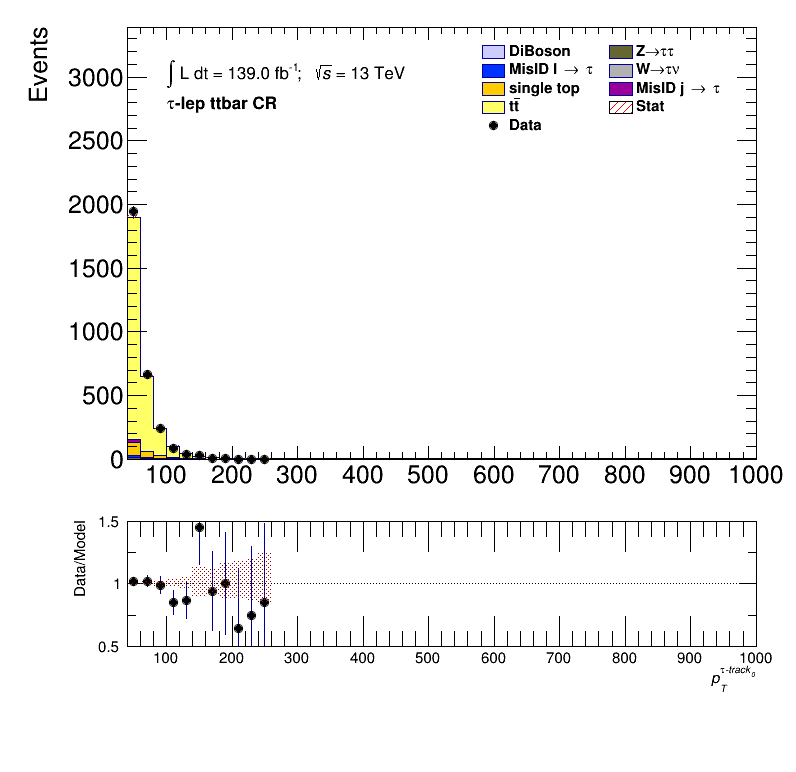 Events
3000
2500
2000
1500
1000
500
0
∫ L dt = 139.0 fb⁻¹; √s = 13 TeV
τ-lep ttbar CR
DiBoson
MisID l → τ
single top
tt̄
Data
Z→ττ
W→τν
MisID j → τ
Stat
100 200 300 400 500 600 700 800 900 1000
Data/Model
1.5
1
0.5
100 200 300 400 500 600 700 800 900 1000
p_T^{τ-track_0}